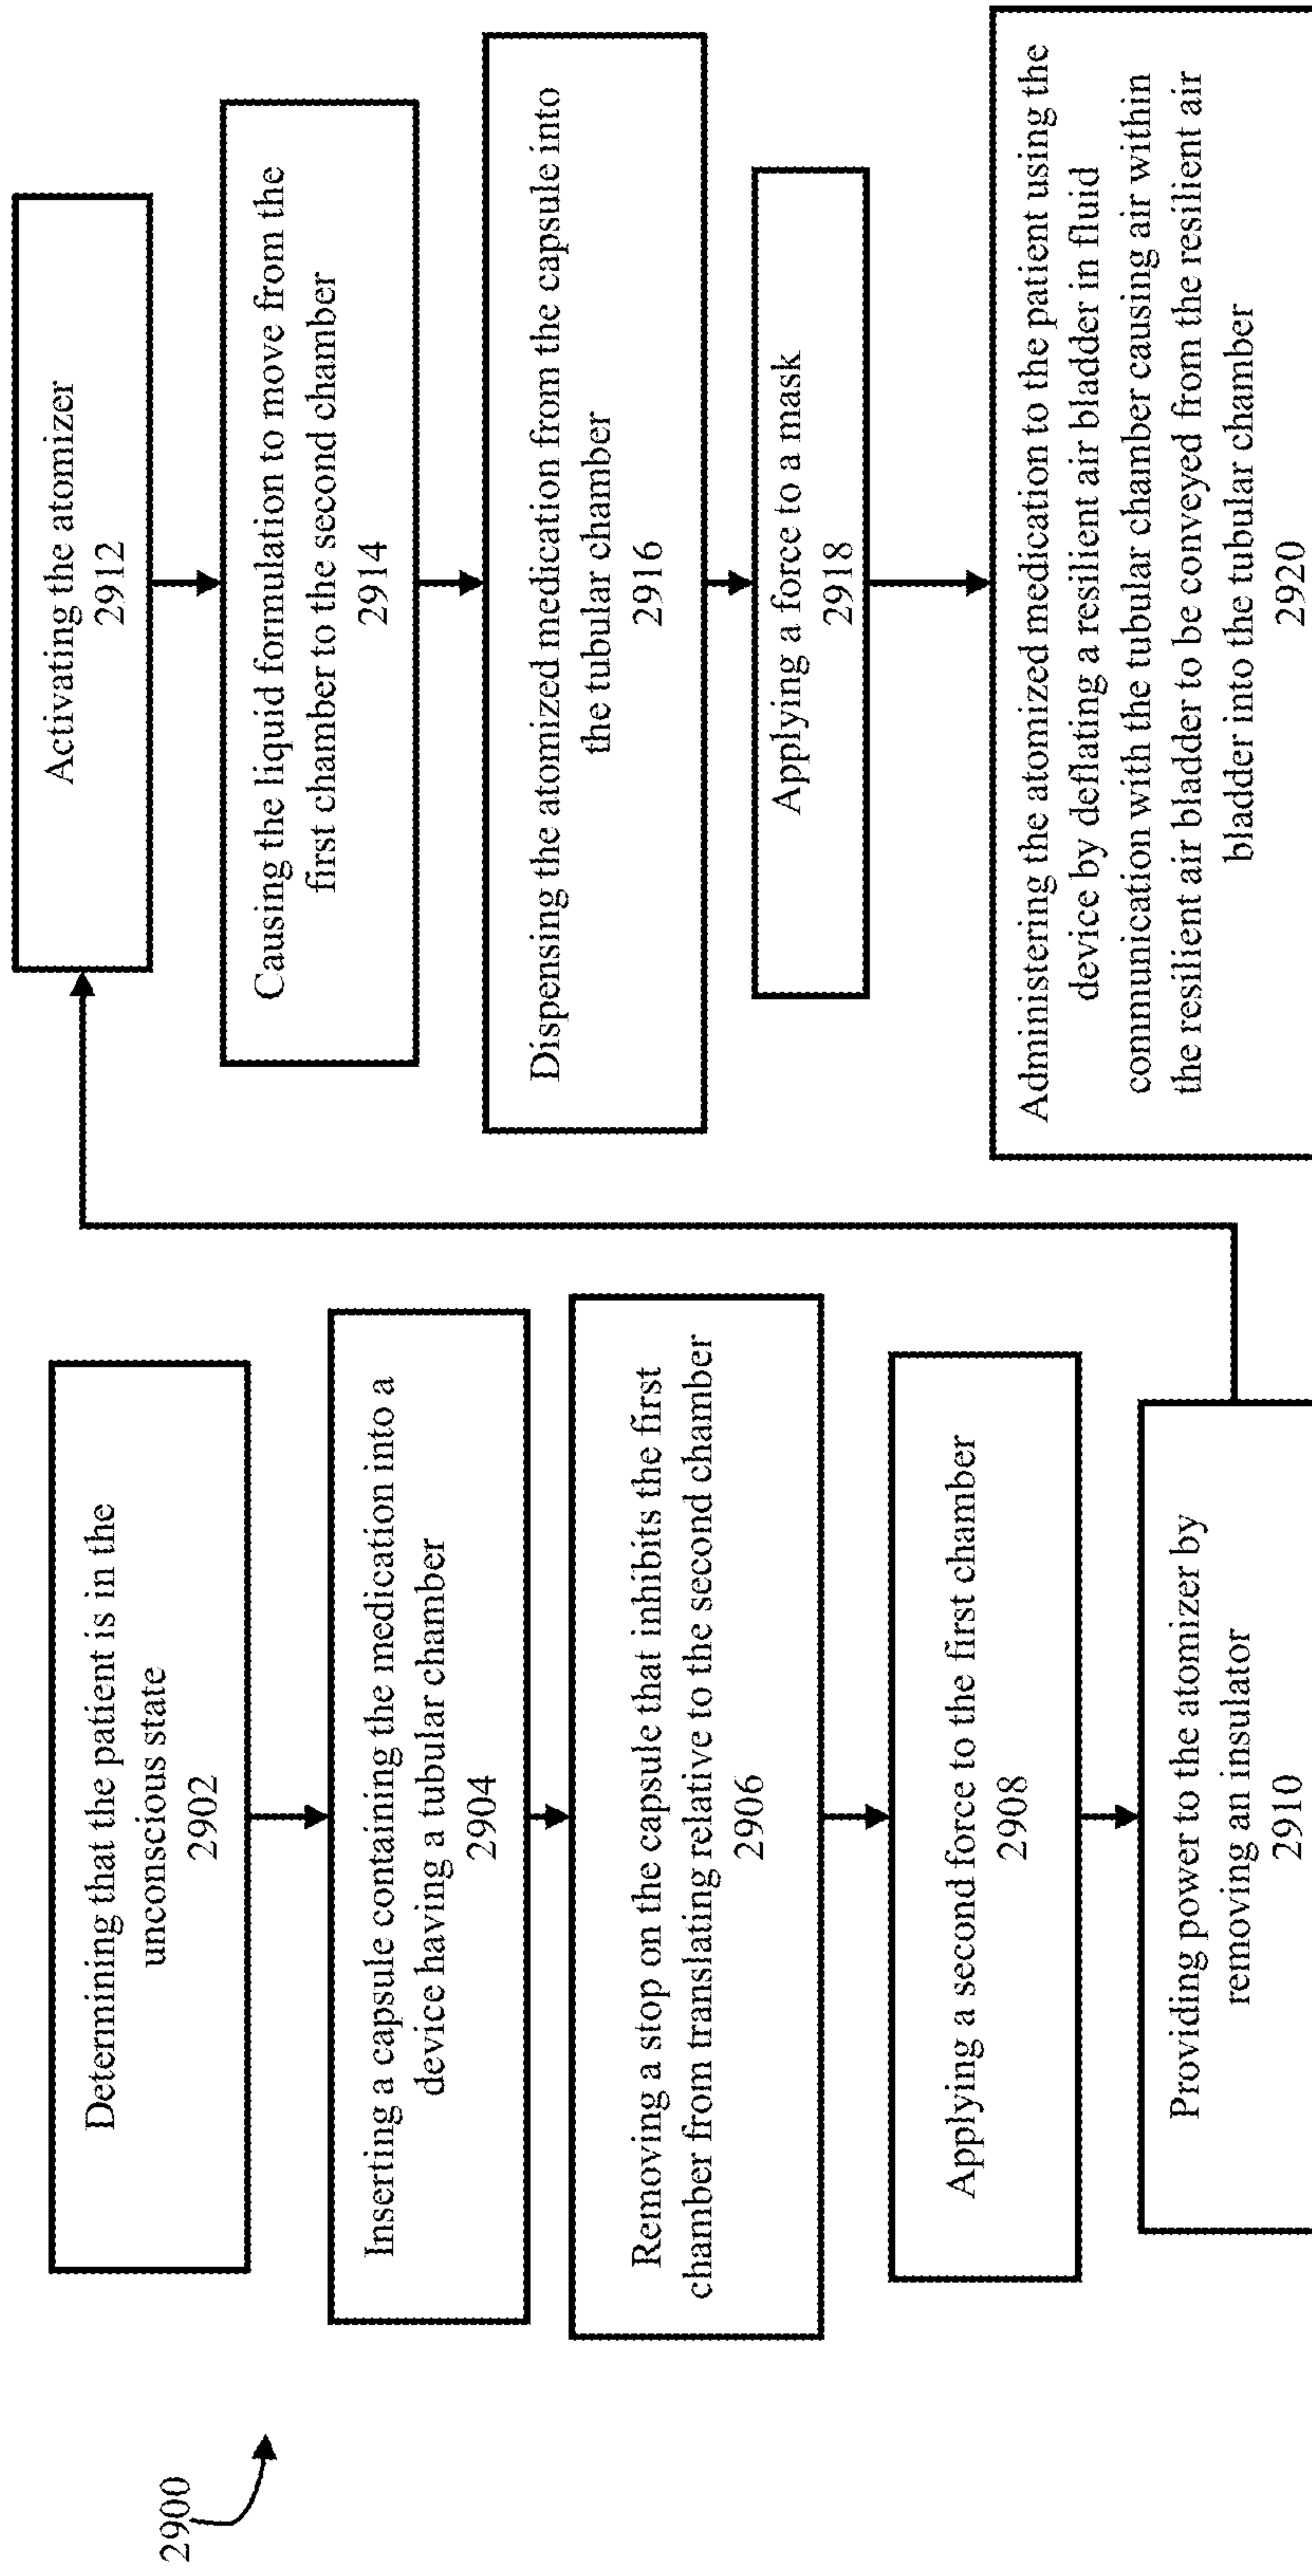 2900
Determining that the patient is in the
unconscious state
2902
Inserting a capsule containing the medication into a
device having a tubular chamber
2904
Removing a stop on the capsule that inhibits the first
chamber from translating relative to the second chamber
2906
Applying a second force to the first chamber
2908
Providing power to the atomizer by
removing an insulator
2910
Activating the atomizer
2912
Causing the liquid formulation to move from the
first chamber to the second chamber
2914
Dispensing the atomized medication from the capsule into
the tubular chamber
2916
Applying a force to a mask
2918
Administering the atomized medication to the patient using the
device by deflating a resilient air bladder in fluid
communication with the tubular chamber causing air within
the resilient air bladder to be conveyed from the resilient air
bladder into the tubular chamber
2920